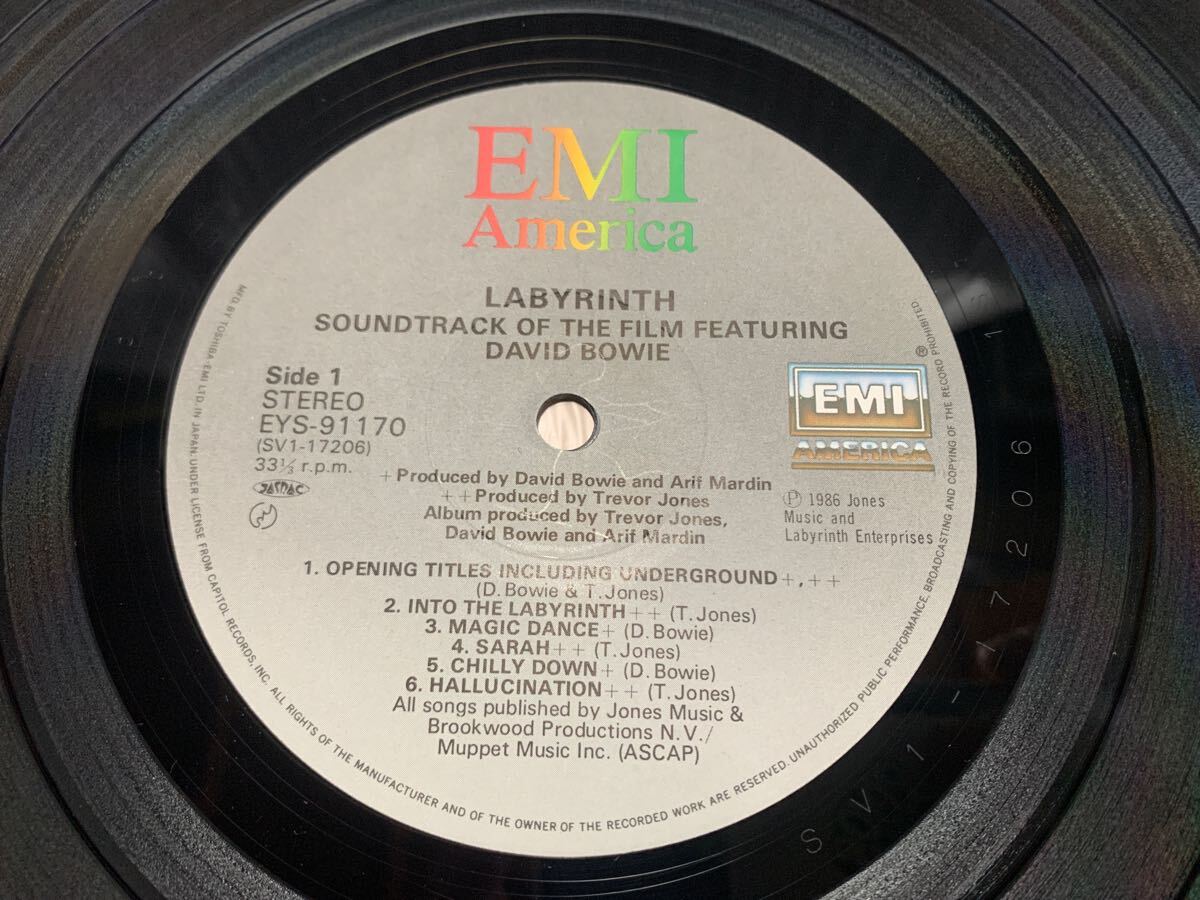 EMI
America
LABYRINTH
SOUNDTRACK OF THE FILM FEATURING
DAVID BOWIE
Side 1
STEREO
EYS-91170
(SV1-17206)
33⅓ r.p.m.
JASRAC
EMI
AMERICA
+Produced by David Bowie and Arif Mardin
++Produced by Trevor Jones
Album produced by Trevor Jones,
David Bowie and Arif Mardin
Ⓟ 1986 Jones
Music and
Labyrinth Enterprises
1. OPENING TITLES INCLUDING UNDERGROUND+,++
(D. Bowie & T. Jones)
2. INTO THE LABYRINTH++ (T. Jones)
3. MAGIC DANCE+ (D. Bowie)
4. SARAH++ (T. Jones)
5. CHILLY DOWN+ (D. Bowie)
6. HALLUCINATION++ (T. Jones)
All songs published by Jones Music &
Brookwood Productions N.V./
Muppet Music Inc. (ASCAP)
MFD. BY TOSHIBA-EMI LTD. IN JAPAN. UNDER LICENSE FROM CAPITOL RECORDS, INC. ALL RIGHTS OF THE MANUFACTURER AND OF THE OWNER OF THE RECORDED WORK ARE RESERVED. UNAUTHORIZED PUBLIC PERFORMANCE, BROADCASTING AND COPYING OF THE RECORD PROHIBITED ®
SV1-17206